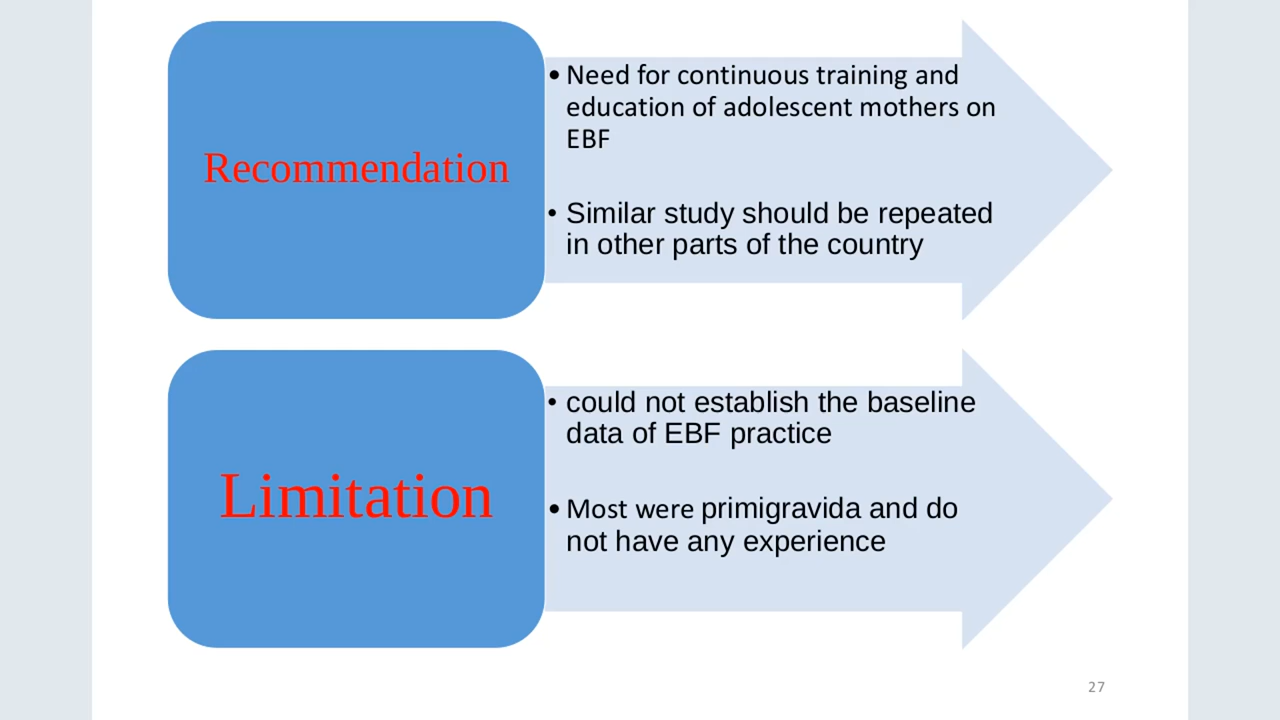 Recommendation
• Need for continuous training and
education of adolescent mothers on
EBF
• Similar study should be repeated
in other parts of the country
Limitation
• could not establish the baseline
data of EBF practice
• Most were primigravida and do
not have any experience
27